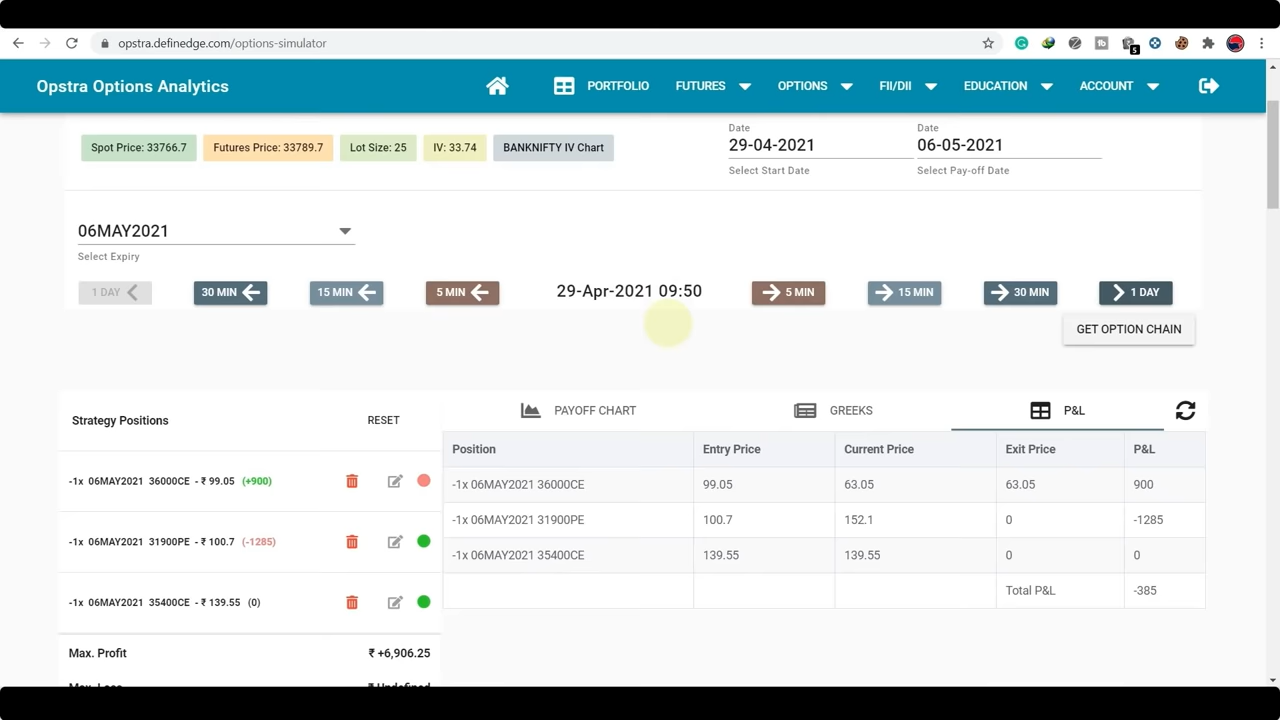 opstra.definedge.com/options-simulator
5
Opstra Options Analytics
PORTFOLIO
FUTURES
OPTIONS
FII/DII
EDUCATION
ACCOUNT
Spot Price: 33766.7
Futures Price: 33789.7
Lot Size: 25
IV: 33.74
BANKNIFTY IV Chart
Date
29-04-2021
Select Start Date
Date
06-05-2021
Select Pay-off Date
06MAY2021
Select Expiry
1 DAY
30 MIN
15 MIN
5 MIN
29-Apr-2021 09:50
5 MIN
15 MIN
30 MIN
1 DAY
GET OPTION CHAIN
Strategy Positions
RESET
-1x 06MAY2021 36000CE - ₹ 99.05 (+900)
-1x 06MAY2021 31900PE - ₹ 100.7 (-1285)
-1x 06MAY2021 35400CE - ₹ 139.55 (0)
Max. Profit ₹ +6,906.25
Max. Loss ₹ Undefined
PAYOFF CHART
GREEKS
P&L
Position Entry Price Current Price Exit Price P&L
-1x 06MAY2021 36000CE 99.05 63.05 63.05 900
-1x 06MAY2021 31900PE 100.7 152.1 0 -1285
-1x 06MAY2021 35400CE 139.55 139.55 0 0
Total P&L -385